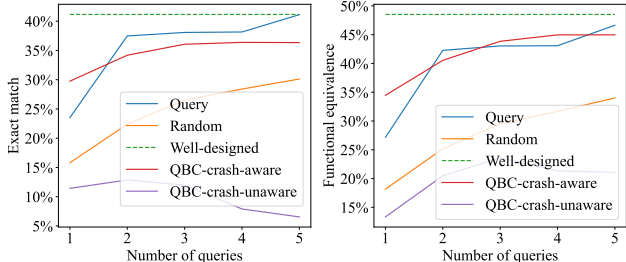 Exact match
40%
35%
30%
25%
20%
15%
10%
5%
Query
Random
Well-designed
QBC-crash-aware
QBC-crash-unaware
1 2 3 4 5
Number of queries
Functional equivalence
50%
45%
40%
35%
30%
25%
20%
15%
Query
Random
Well-designed
QBC-crash-aware
QBC-crash-unaware
1 2 3 4 5
Number of queries